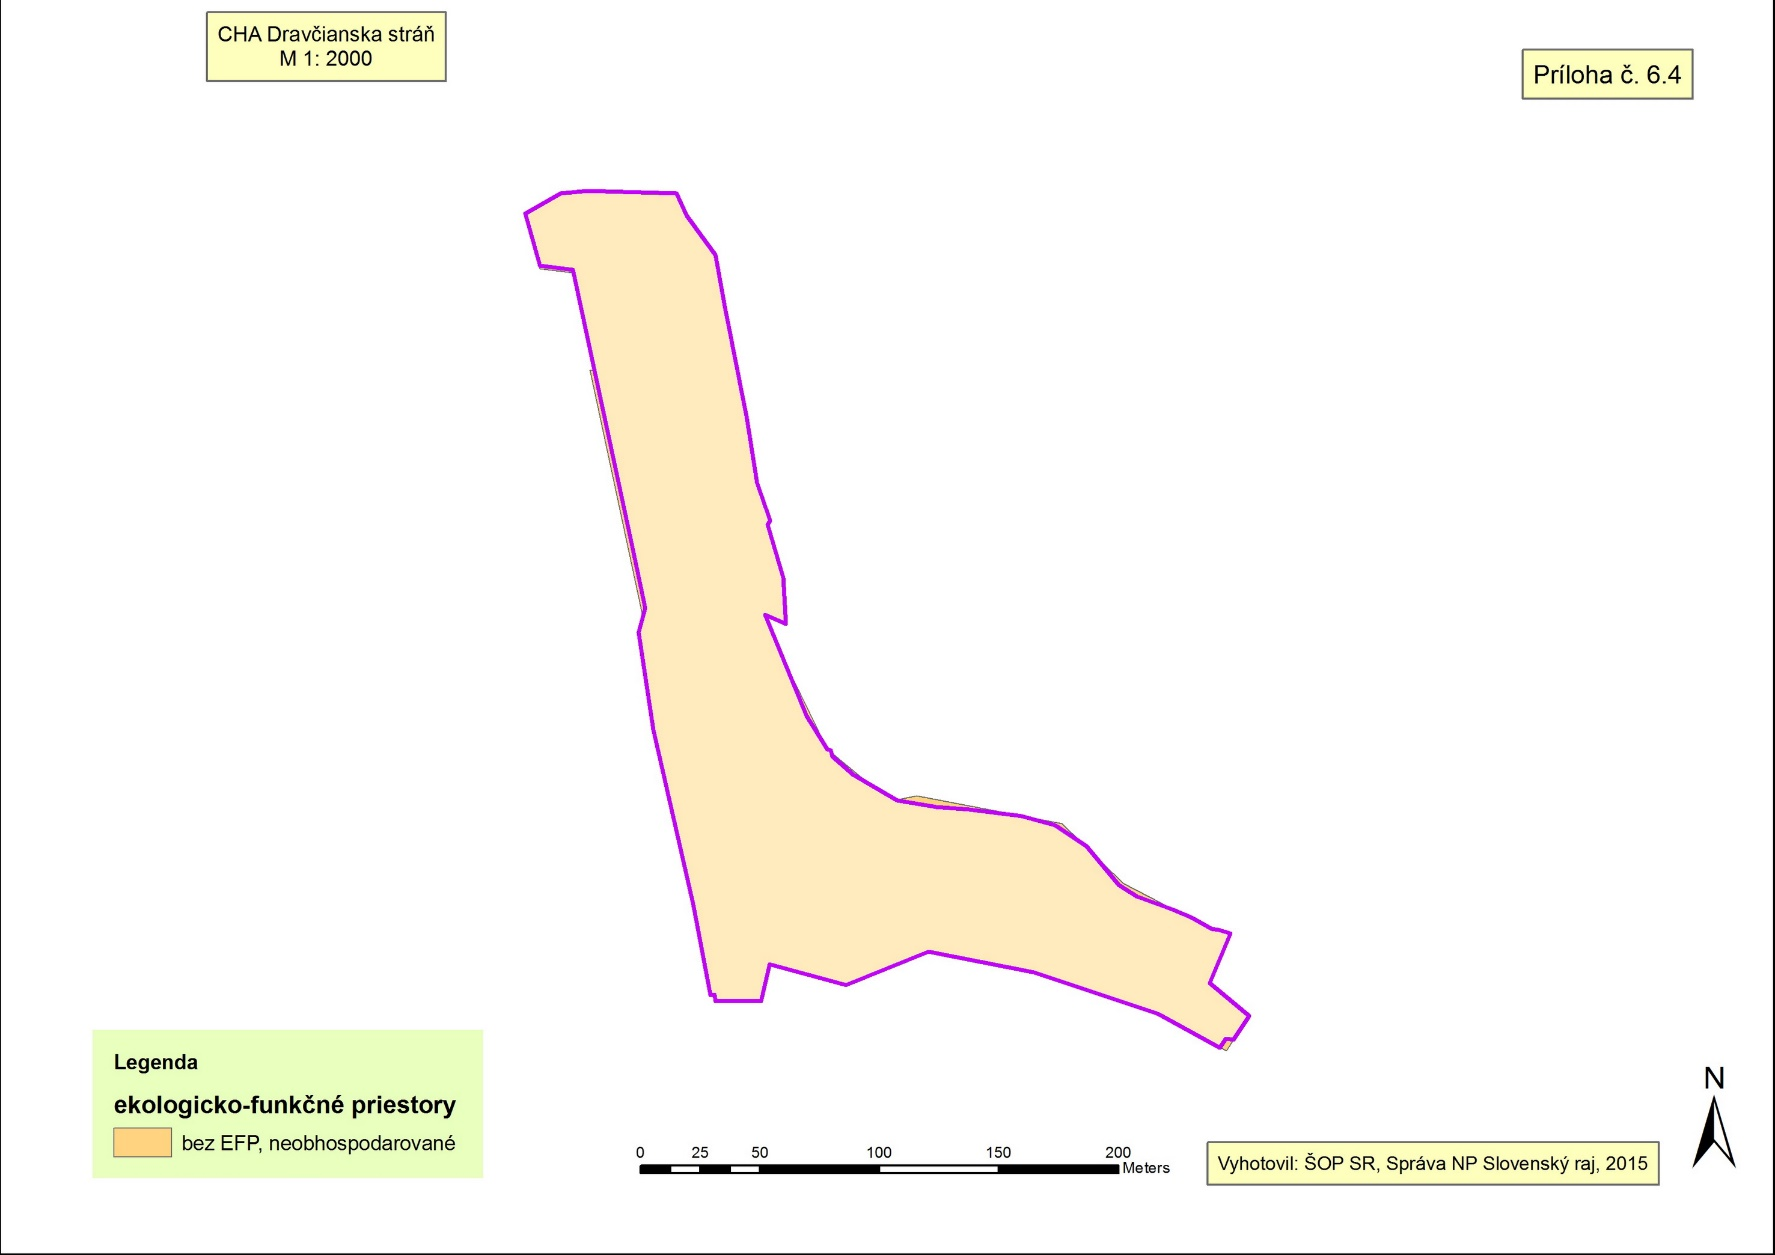 CHA Dravčianska stráň
M 1: 2000
Príloha č. 6.4
Legenda
ekologicko-funkčné priestory
bez EFP, neobhospodarované
0 25 50 100 150 200
Meters
Vyhotovil: ŠOP SR, Správa NP Slovenský raj, 2015
N